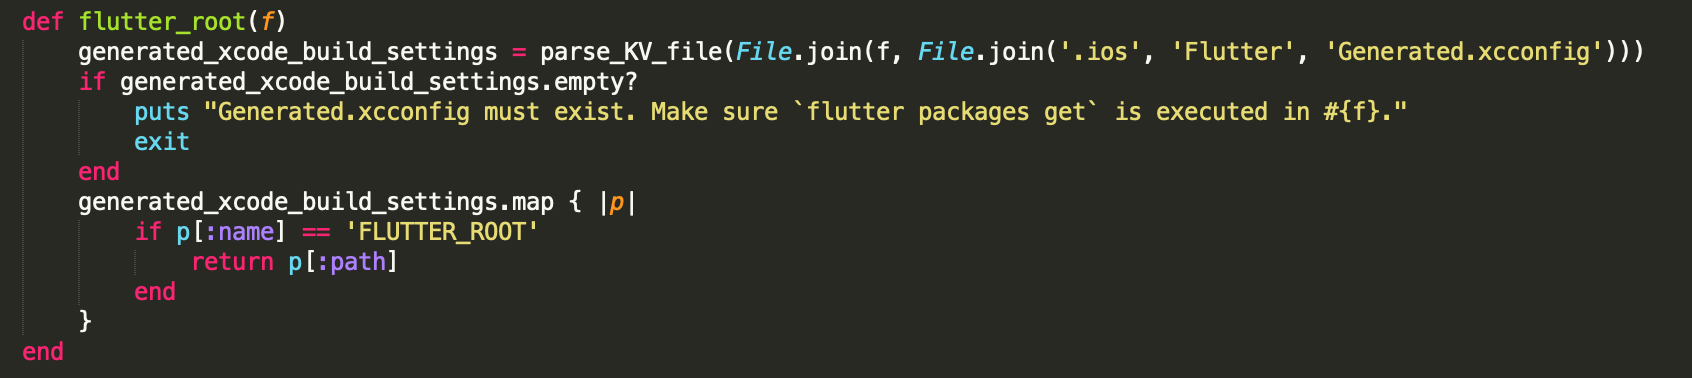 def flutter_root(f)
    generated_xcode_build_settings = parse_KV_file(File.join(f, File.join('.ios', 'Flutter', 'Generated.xcconfig')))
    if generated_xcode_build_settings.empty?
        puts "Generated.xcconfig must exist. Make sure `flutter packages get` is executed in #{f}."
        exit
    end
    generated_xcode_build_settings.map { |p|
        if p[:name] == 'FLUTTER_ROOT'
            return p[:path]
        end
    }
end